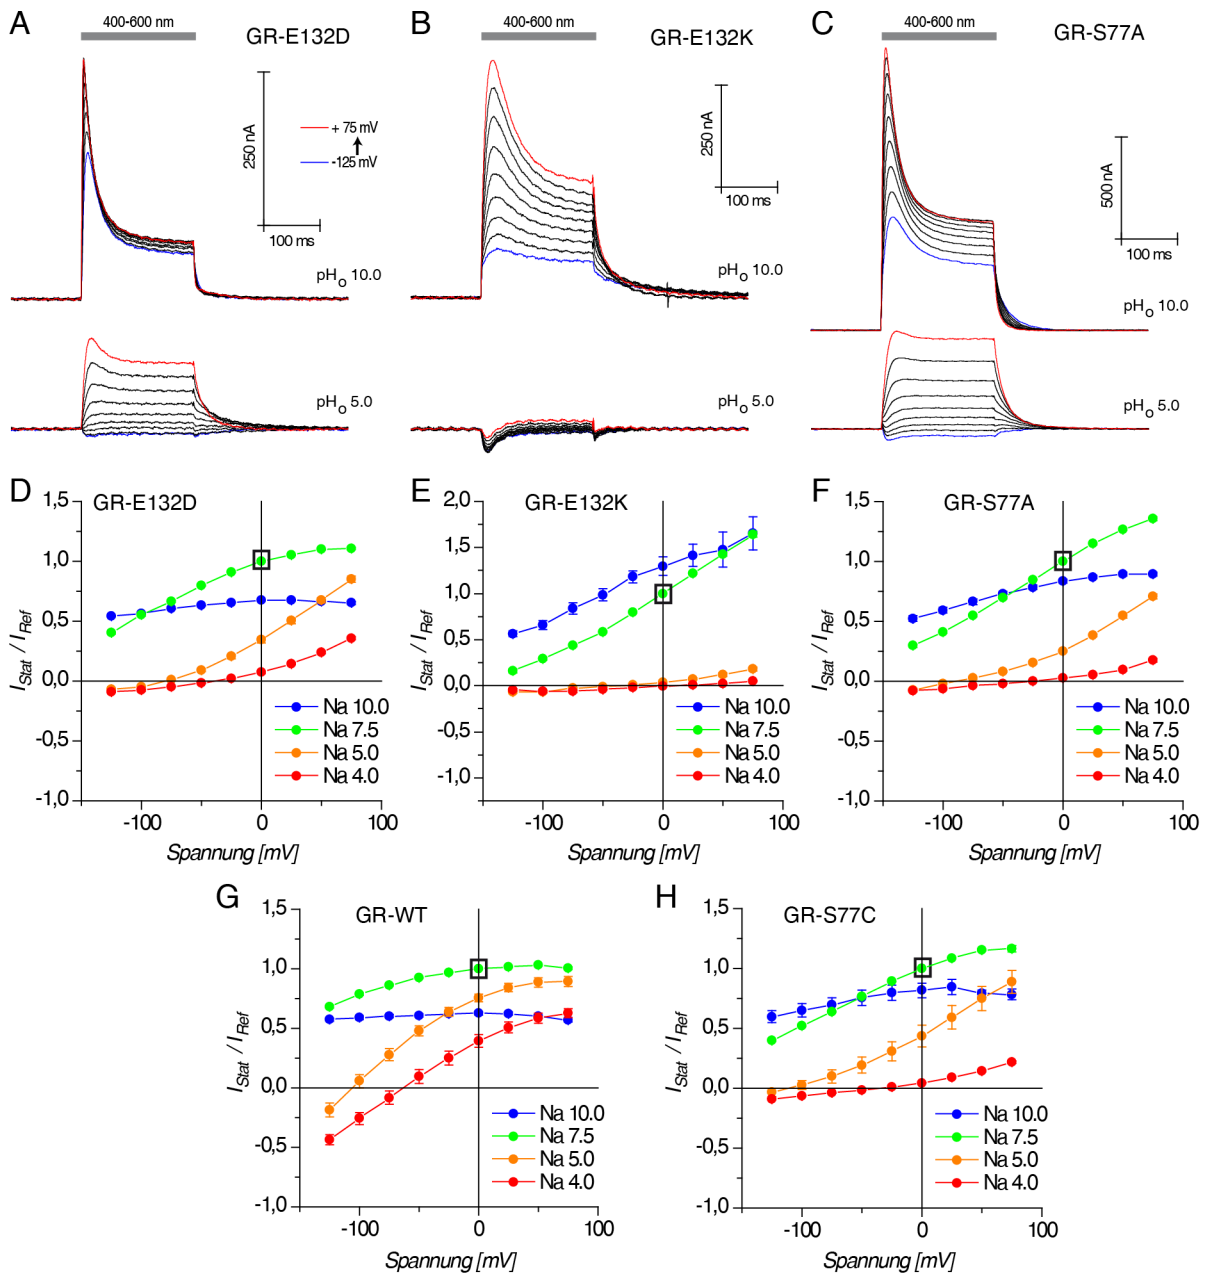 A
400-600 nm
GR-E132D
250 nA
+ 75 mV
-125 mV
100 ms
pHo 10.0
pHo 5.0
B
400-600 nm
GR-E132K
250 nA
100 ms
pHo 10.0
pHo 5.0
C
400-600 nm
GR-S77A
500 nA
100 ms
pHo 10.0
pHo 5.0
D
GR-E132D
1,5
1,0
0,5
0,0
-0,5
-1,0
IStat / IRef
Na 10.0
Na 7.5
Na 5.0
Na 4.0
-100
0
100
Spannung [mV]
E
GR-E132K
2,0
1,5
1,0
0,5
0,0
-0,5
-1,0
IStat / IRef
Na 10.0
Na 7.5
Na 5.0
Na 4.0
-100
0
100
Spannung [mV]
F
GR-S77A
1,5
1,0
0,5
0,0
-0,5
-1,0
IStat / IRef
Na 10.0
Na 7.5
Na 5.0
Na 4.0
-100
0
100
Spannung [mV]
G
GR-WT
1,5
1,0
0,5
0,0
-0,5
-1,0
IStat / IRef
Na 10.0
Na 7.5
Na 5.0
Na 4.0
-100
0
100
Spannung [mV]
H
GR-S77C
1,5
1,0
0,5
0,0
-0,5
-1,0
IStat / IRef
Na 10.0
Na 7.5
Na 5.0
Na 4.0
-100
0
100
Spannung [mV]